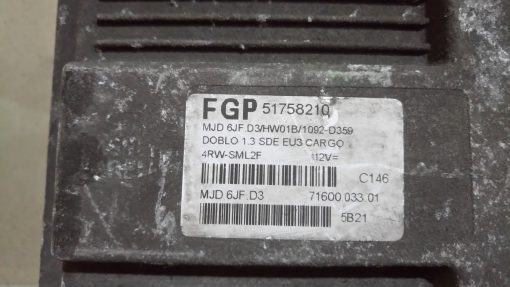 FGP 51758210
MJD 6JF.D3/HW01B/1092-D359
DOBLO 1.3 SDE EU3 CARGO
4RW-SML2F 12V=
C146
MJD 6JF.D3 71600.033.01
5B21